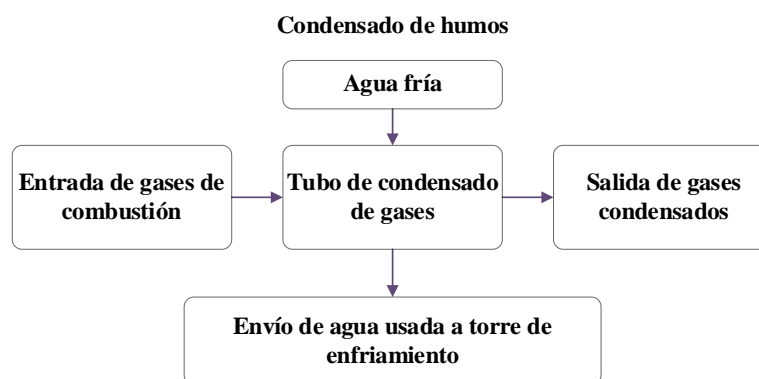 Condensado de humos
Agua fría
Entrada de gases de
combustión
Tubo de condensado
de gases
Salida de gases
condensados
Envío de agua usada a torre de
enfriamiento